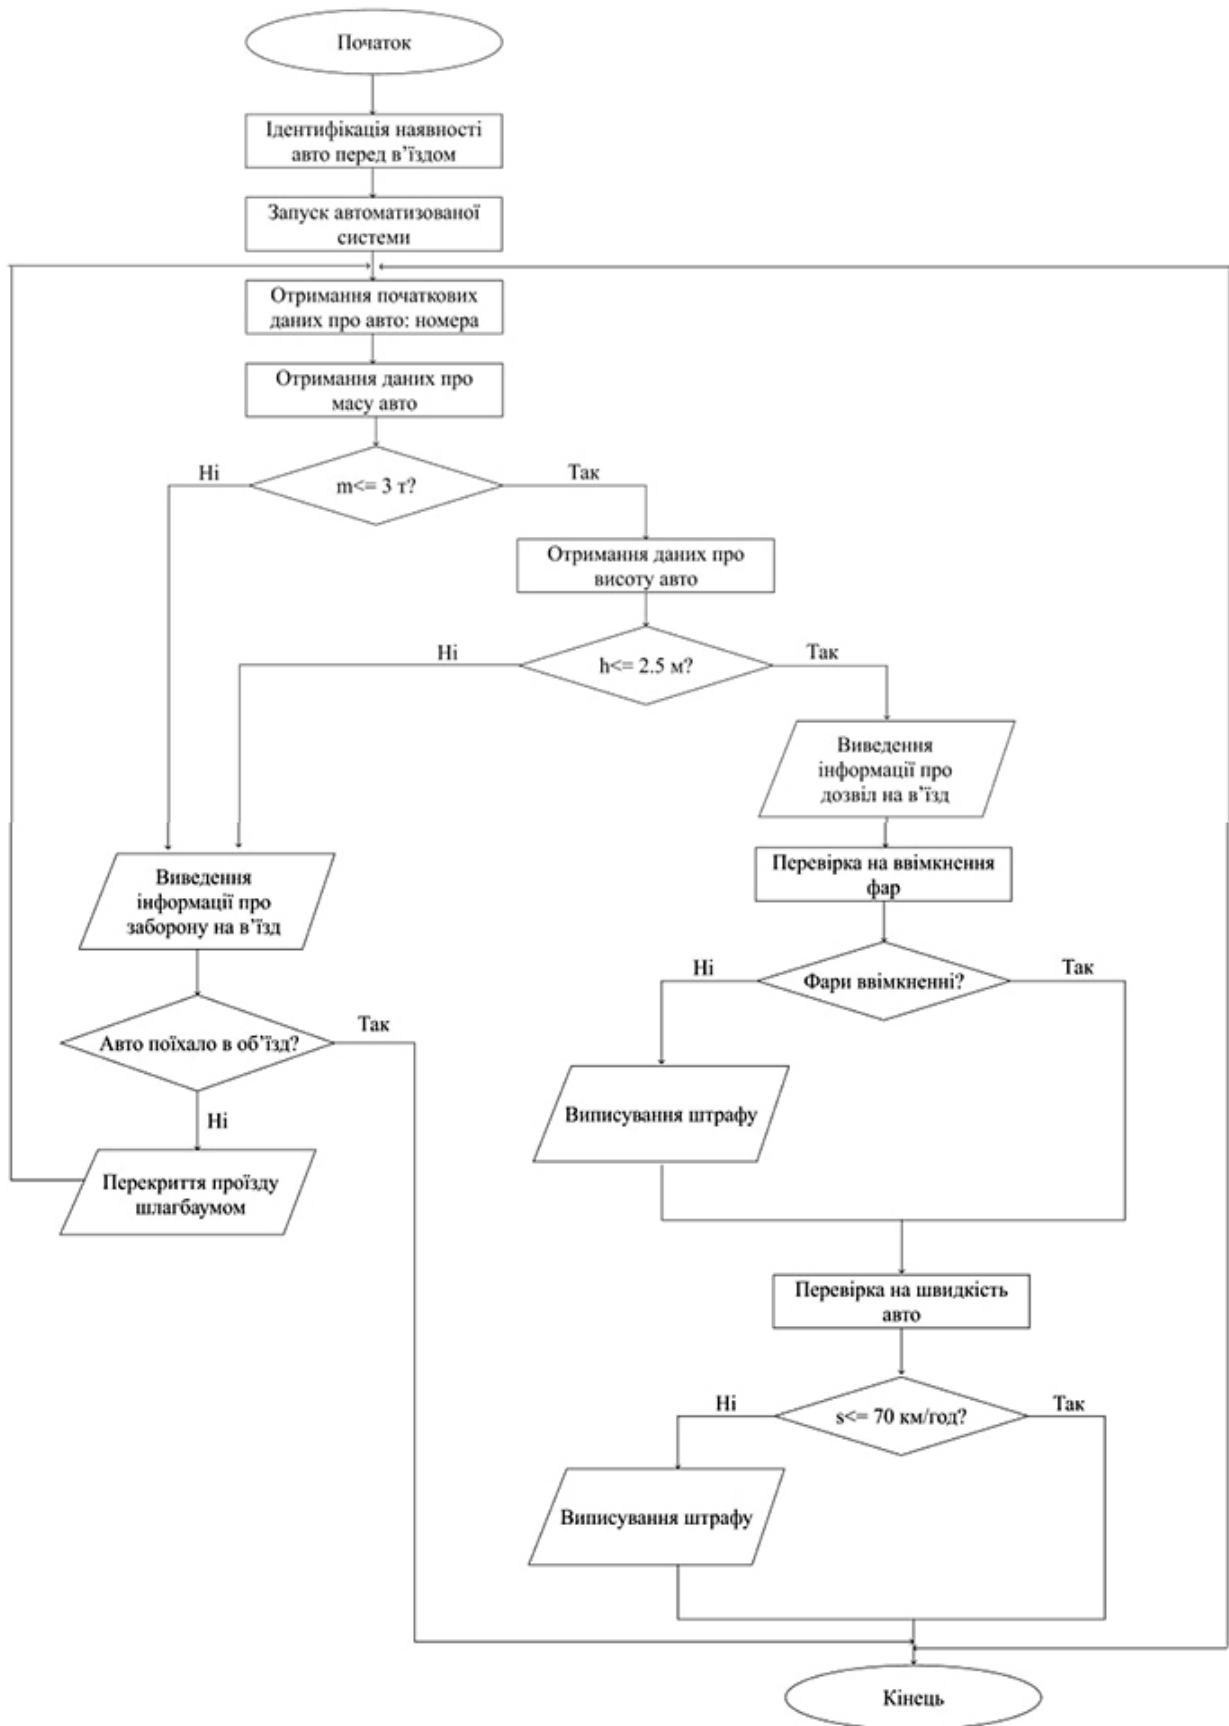 Початок
Ідентифікація наявності
авто перед в’їздом
Запуск автоматизованої
системи
Отримання початкових
даних про авто: номера
Отримання даних про
масу авто
Ні
m<= 3 т?
Так
Отримання даних про
висоту авто
Ні
h<= 2.5 м?
Так
Виведення
інформації про
дозвіл на в’їзд
Перевірка на ввімкнення
фар
Виведення
інформації про
заборону на в’їзд
Ні
Фари ввімкненні?
Так
Авто поїхало в об’їзд?
Так
Ні
Виписування штрафу
Перекриття проїзду
шлагбаумом
Перевірка на швидкість
авто
Ні
s<= 70 км/год?
Так
Виписування штрафу
Кінець